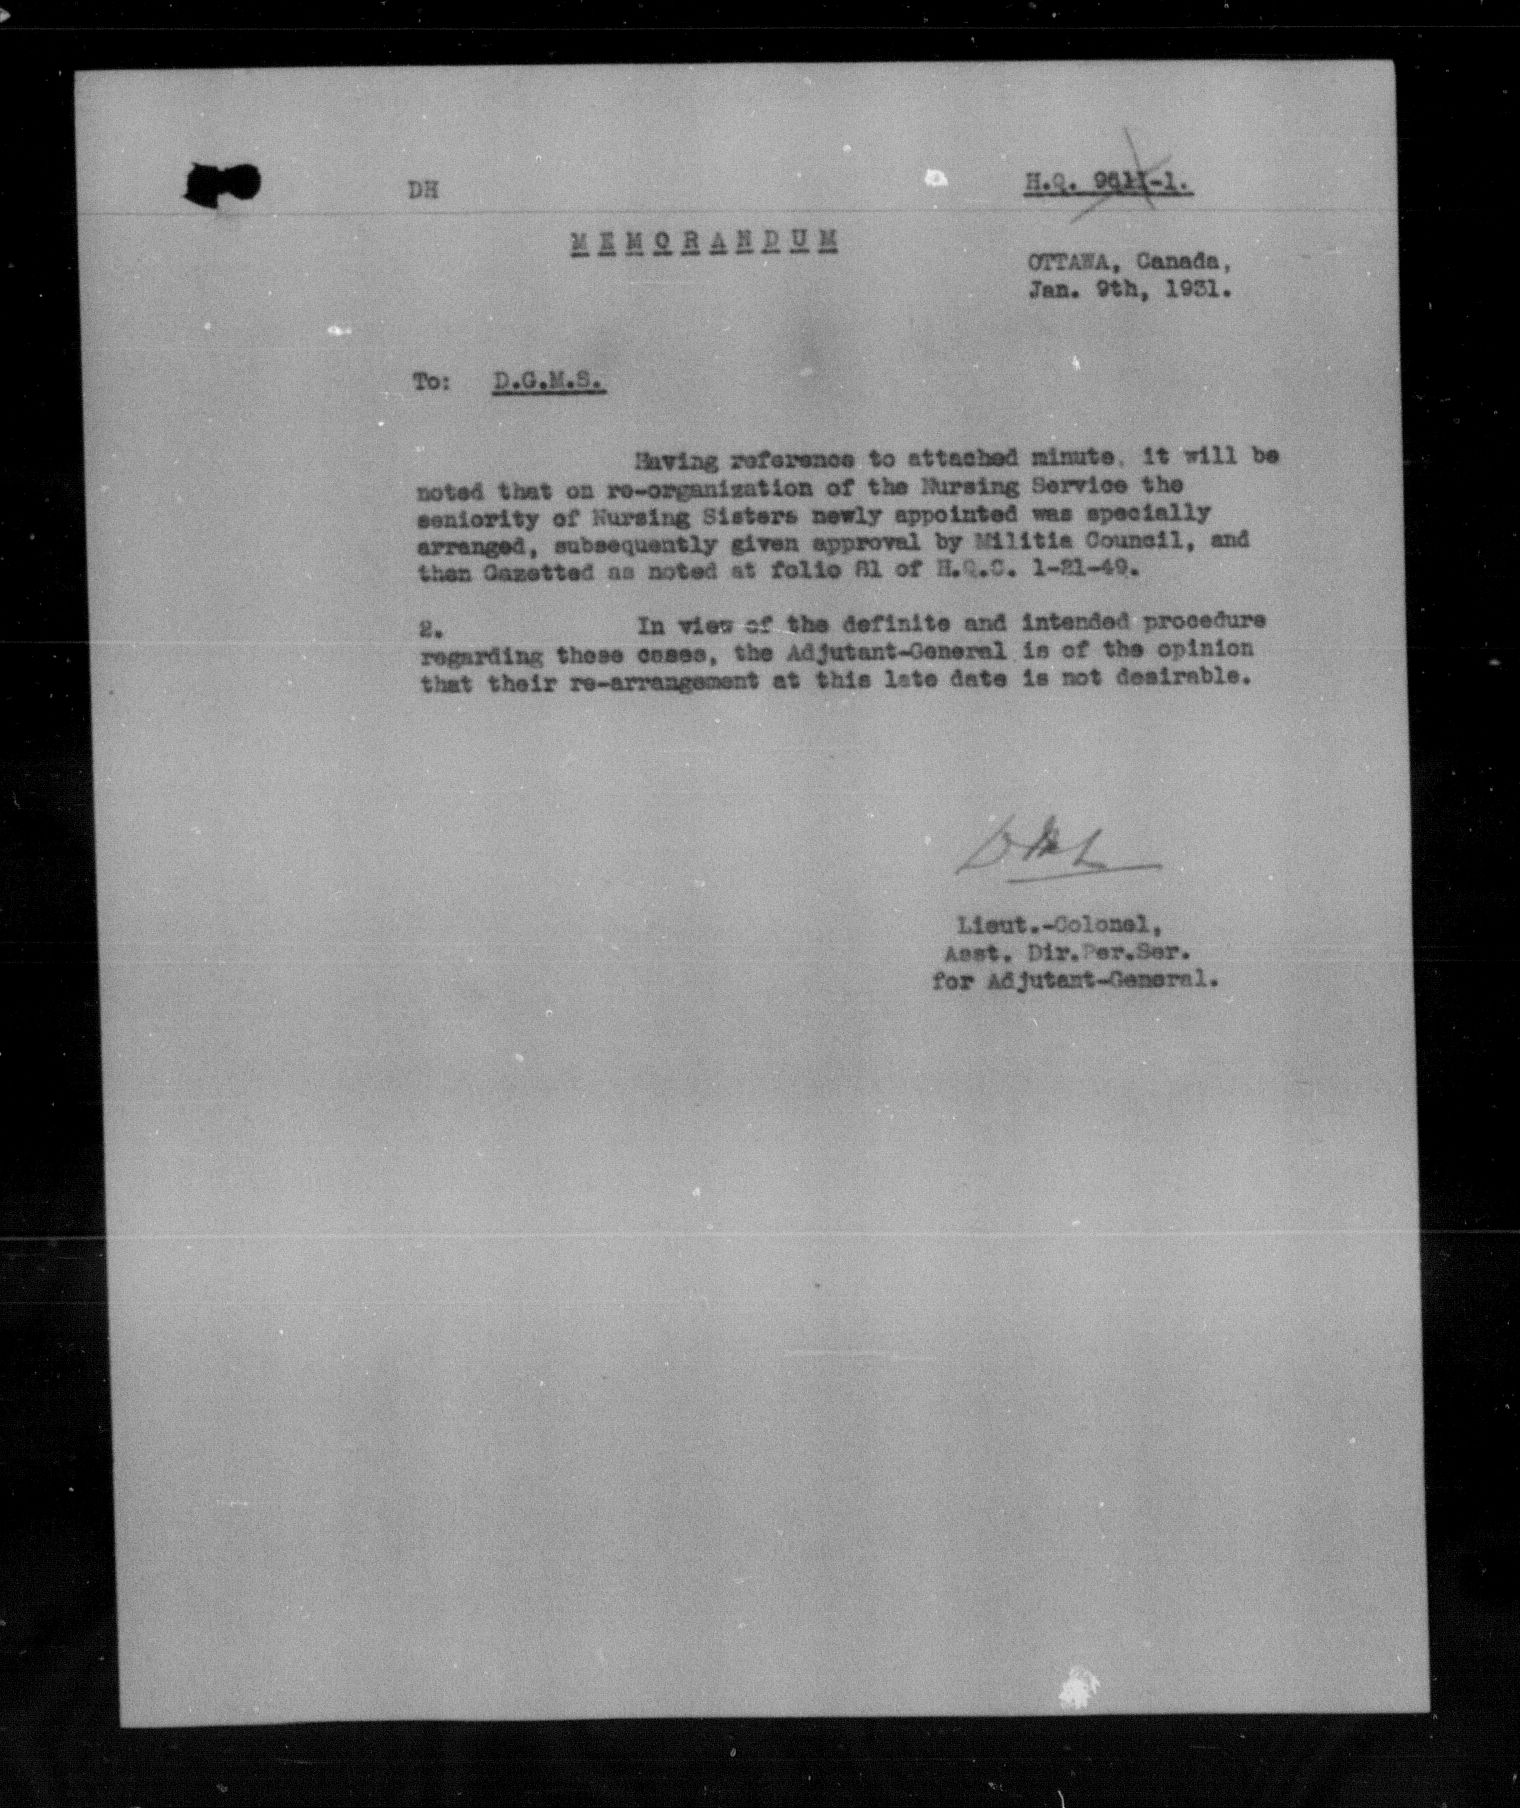 DH
H.Q. 9611-1.
MEMORANDUM
OTTAWA, Canada,
Jan. 9th, 1931.
To: D.G.M.S.
Having reference to attached minute, it will be
noted that on re-organization of the Nursing Service the
seniority of Nursing Sisters newly appointed was specially
arranged, subsequently given approval by Militia Council, and
then Gazetted as noted at folio 81 of H.Q.C. 1-21-49.
2. In view of the definite and intended procedure
regarding these cases, the Adjutant-General is of the opinion
that their re-arrangement at this late date is not desirable.
Lieut.-Colonel,
Asst. Dir.Per.Ser.
for Adjutant-General.